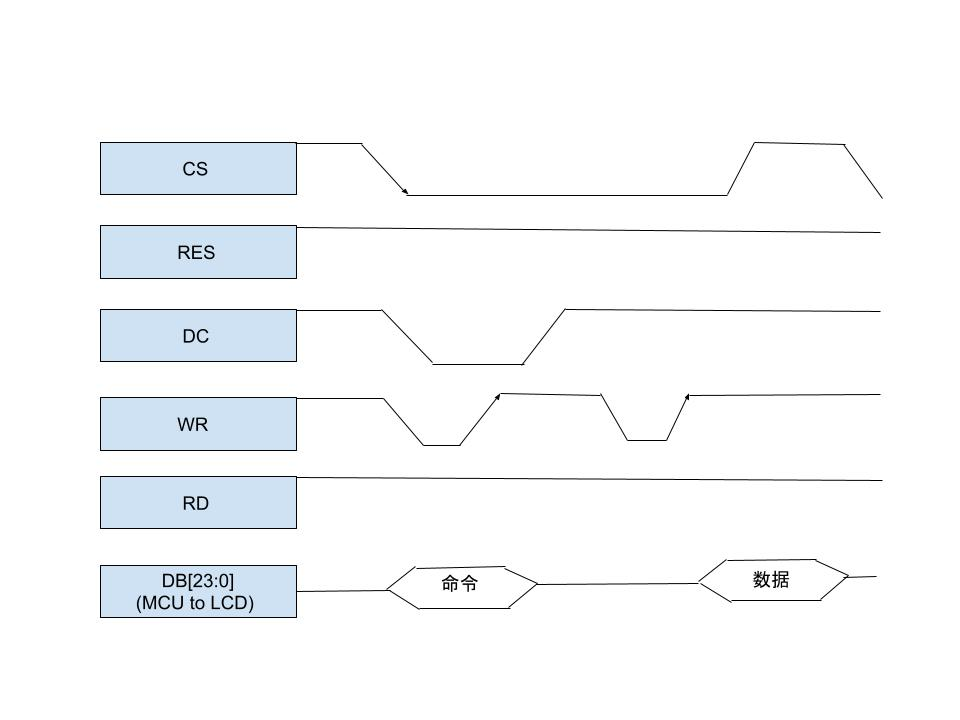 CS
RES
DC
WR
RD
DB[23:0]
(MCU to LCD)
命令
数据